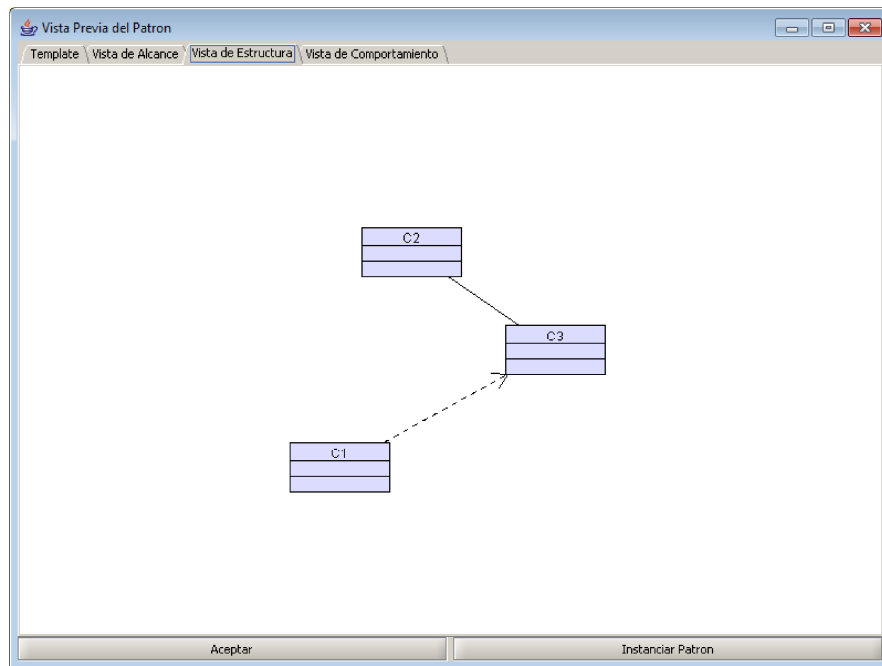 Vista Previa del Patron
Template Vista de Alcance Vista de Estructura Vista de Comportamiento
C2
C3
C1
Aceptar Instanciar Patron